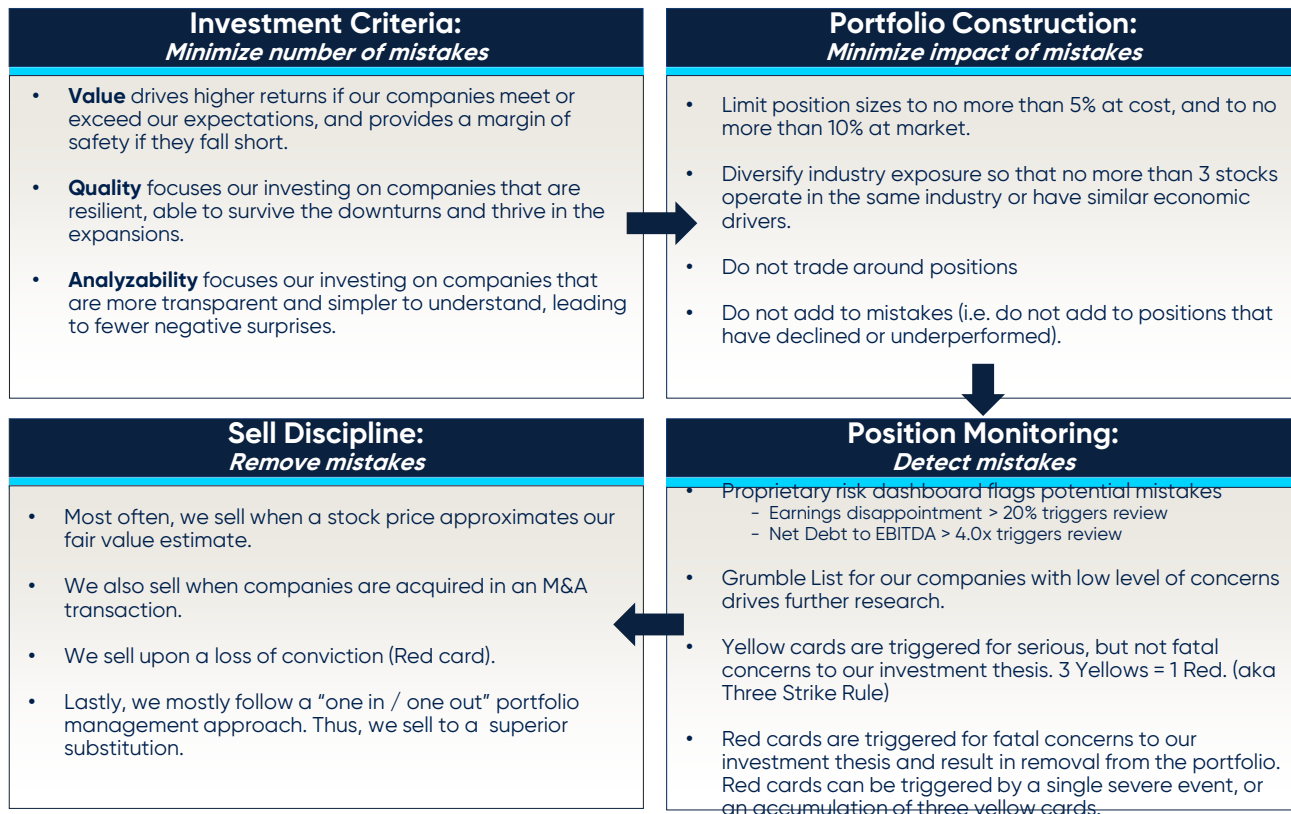 Investment Criteria:
Minimize number of mistakes
• Value drives higher returns if our companies meet or
exceed our expectations, and provides a margin of
safety if they fall short.
• Quality focuses our investing on companies that are
resilient, able to survive the downturns and thrive in the
expansions.
• Analyzability focuses our investing on companies that
are more transparent and simpler to understand, leading
to fewer negative surprises.
Portfolio Construction:
Minimize impact of mistakes
• Limit position sizes to no more than 5% at cost, and to no
more than 10% at market.
• Diversify industry exposure so that no more than 3 stocks
operate in the same industry or have similar economic
drivers.
• Do not trade around positions
• Do not add to mistakes (i.e. do not add to positions that
have declined or underperformed).
Sell Discipline:
Remove mistakes
• Most often, we sell when a stock price approximates our
fair value estimate.
• We also sell when companies are acquired in an M&A
transaction.
• We sell upon a loss of conviction (Red card).
• Lastly, we mostly follow a “one in / one out” portfolio
management approach. Thus, we sell to a superior
substitution.
Position Monitoring:
Detect mistakes
• Proprietary risk dashboard flags potential mistakes
- Earnings disappointment > 20% triggers review
- Net Debt to EBITDA > 4.0x triggers review
• Grumble List for our companies with low level of concerns
drives further research.
• Yellow cards are triggered for serious, but not fatal
concerns to our investment thesis. 3 Yellows = 1 Red. (aka
Three Strike Rule)
• Red cards are triggered for fatal concerns to our
investment thesis and result in removal from the portfolio.
Red cards can be triggered by a single severe event, or
an accumulation of three yellow cards.